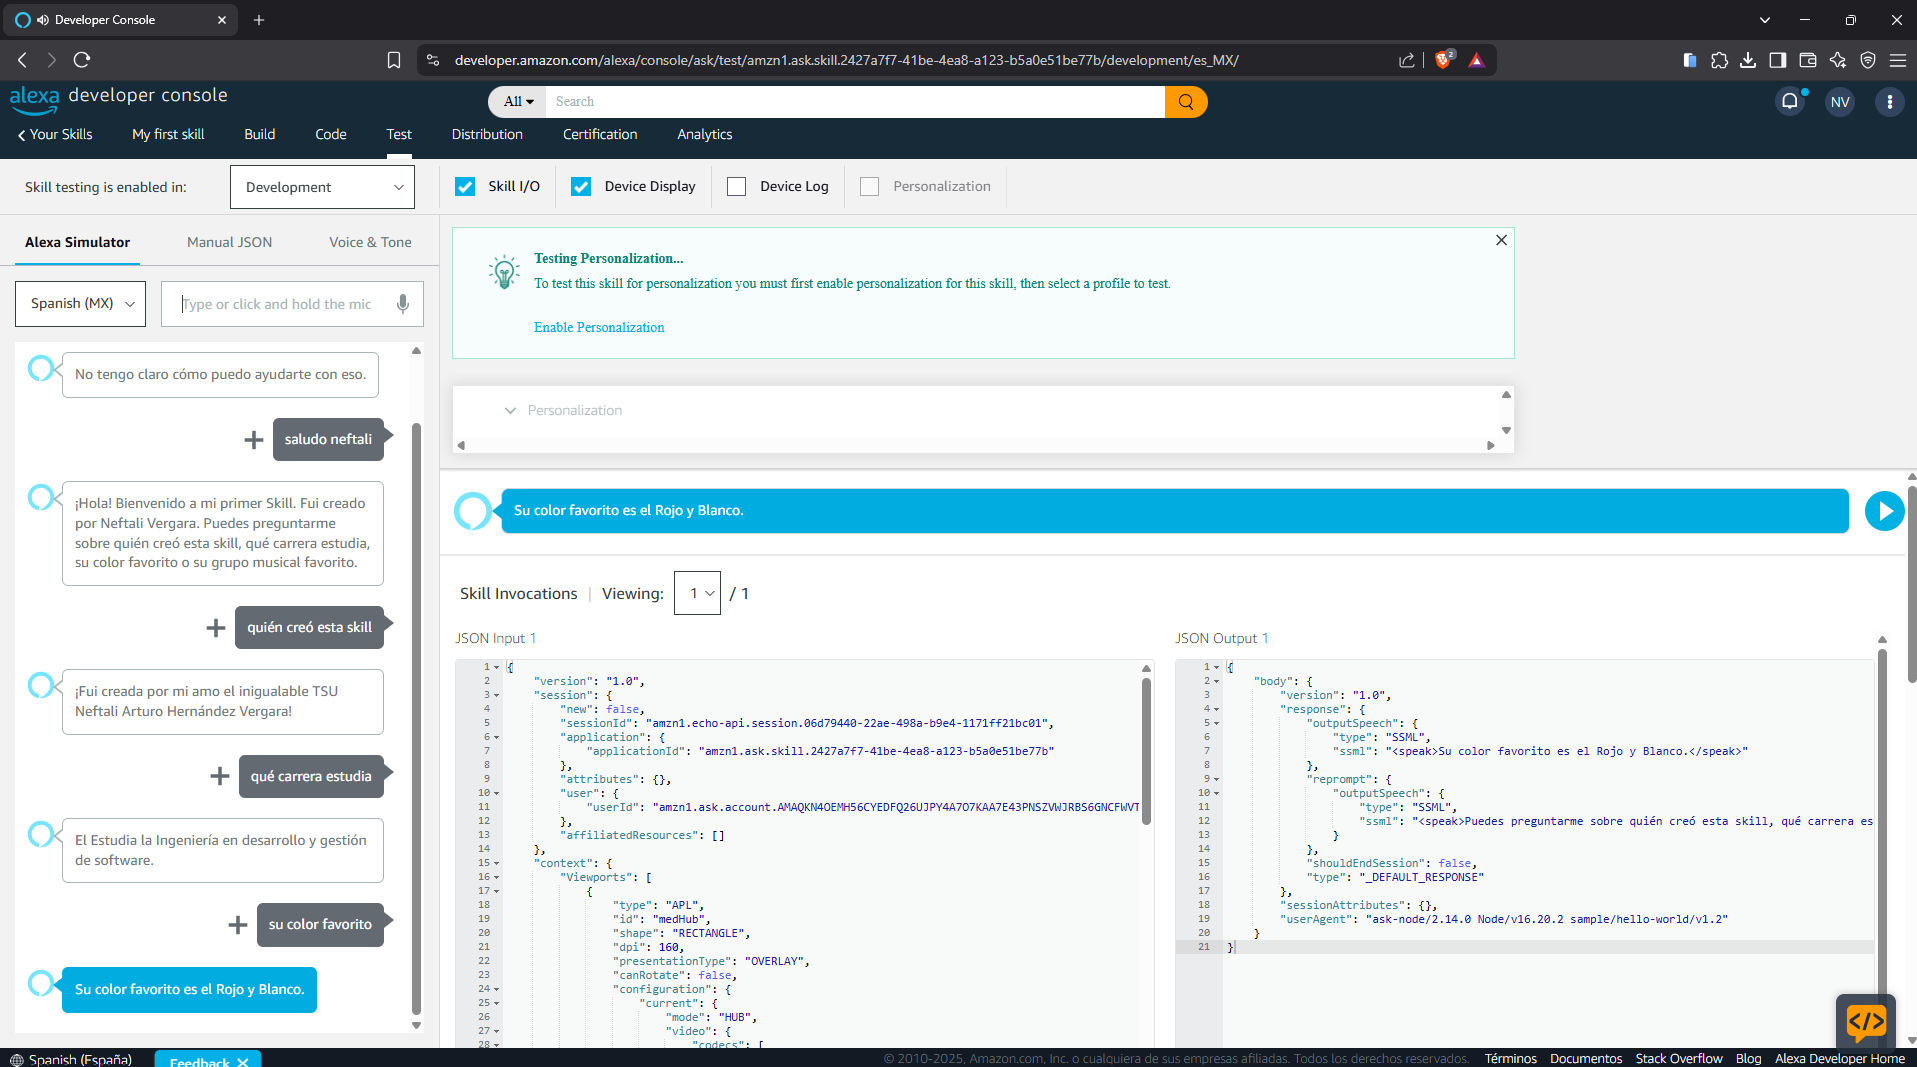 Developer Console
developer.amazon.com/alexa/console/ask/test/amzn1.ask.skill.2427a7f7-41be-4ea8-a123-b5a0e51be77b/development/es_MX/
2
alexa developer console
All
Search
NV
Your Skills
My first skill
Build
Code
Test
Distribution
Certification
Analytics
Skill testing is enabled in:
Development
Skill I/O
Device Display
Device Log
Personalization
Alexa Simulator
Manual JSON
Voice & Tone
Spanish (MX)
Type or click and hold the mic
No tengo claro cómo puedo ayudarte con eso.
saludo neftali
¡Hola! Bienvenido a mi primer Skill. Fui creado
por Neftali Vergara. Puedes preguntarme
sobre quién creó esta skill, qué carrera estudia,
su color favorito o su grupo musical favorito.
quién creó esta skill
¡Fui creada por mi amo el inigualable TSU
Neftali Arturo Hernández Vergara!
qué carrera estudia
El Estudia la Ingeniería en desarrollo y gestión
de software.
su color favorito
Su color favorito es el Rojo y Blanco.
Testing Personalization...
To test this skill for personalization you must first enable personalization for this skill, then select a profile to test.
Enable Personalization
Personalization
Su color favorito es el Rojo y Blanco.
Skill Invocations | Viewing: 1 / 1
JSON Input 1
1 {
2 "version": "1.0",
3 "session": {
4 "new": false,
5 "sessionId": "amzn1.echo-api.session.06d79440-22ae-498a-b9e4-1171ff21bc01",
6 "application": {
7 "applicationId": "amzn1.ask.skill.2427a7f7-41be-4ea8-a123-b5a0e51be77b"
8 },
9 "attributes": {},
10 "user": {
11 "userId": "amzn1.ask.account.AMAQKN4OEMH56CYEDFQ26UJPY4A7O7KAA7E43PNSZVWJRBS6GNCFWVT
12 },
13 "affiliatedResources": []
14 },
15 "context": {
16 "Viewports": [
17 {
18 "type": "APL",
19 "id": "medHub",
20 "shape": "RECTANGLE",
21 "dpi": 160,
22 "presentationType": "OVERLAY",
23 "canRotate": false,
24 "configuration": {
25 "current": {
26 "mode": "HUB",
27 "video": {
28 "codecs": [
JSON Output 1
1 {
2 "body": {
3 "version": "1.0",
4 "response": {
5 "outputSpeech": {
6 "type": "SSML",
7 "ssml": "<speak>Su color favorito es el Rojo y Blanco.</speak>"
8 },
9 "reprompt": {
10 "outputSpeech": {
11 "type": "SSML",
12 "ssml": "<speak>Puedes preguntarme sobre quién creó esta skill, qué carrera es
13 }
14 },
15 "shouldEndSession": false,
16 "type": "_DEFAULT_RESPONSE"
17 },
18 "sessionAttributes": {},
19 "userAgent": "ask-node/2.14.0 Node/v16.20.2 sample/hello-world/v1.2"
20 }
21 }
Spanish (España)
Feedback
© 2010-2025, Amazon.com, Inc. o cualquiera de sus empresas afiliadas. Todos los derechos reservados.
Términos
Documentos
Stack Overflow
Blog
Alexa Developer Home